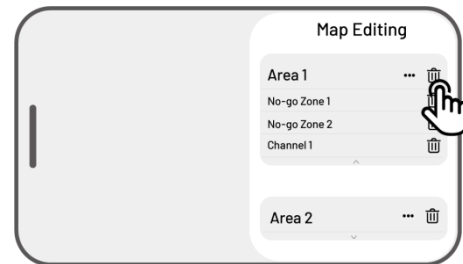 Map Editing
Area 1
No-go Zone 1
No-go Zone 2
Channel 1
Area 2